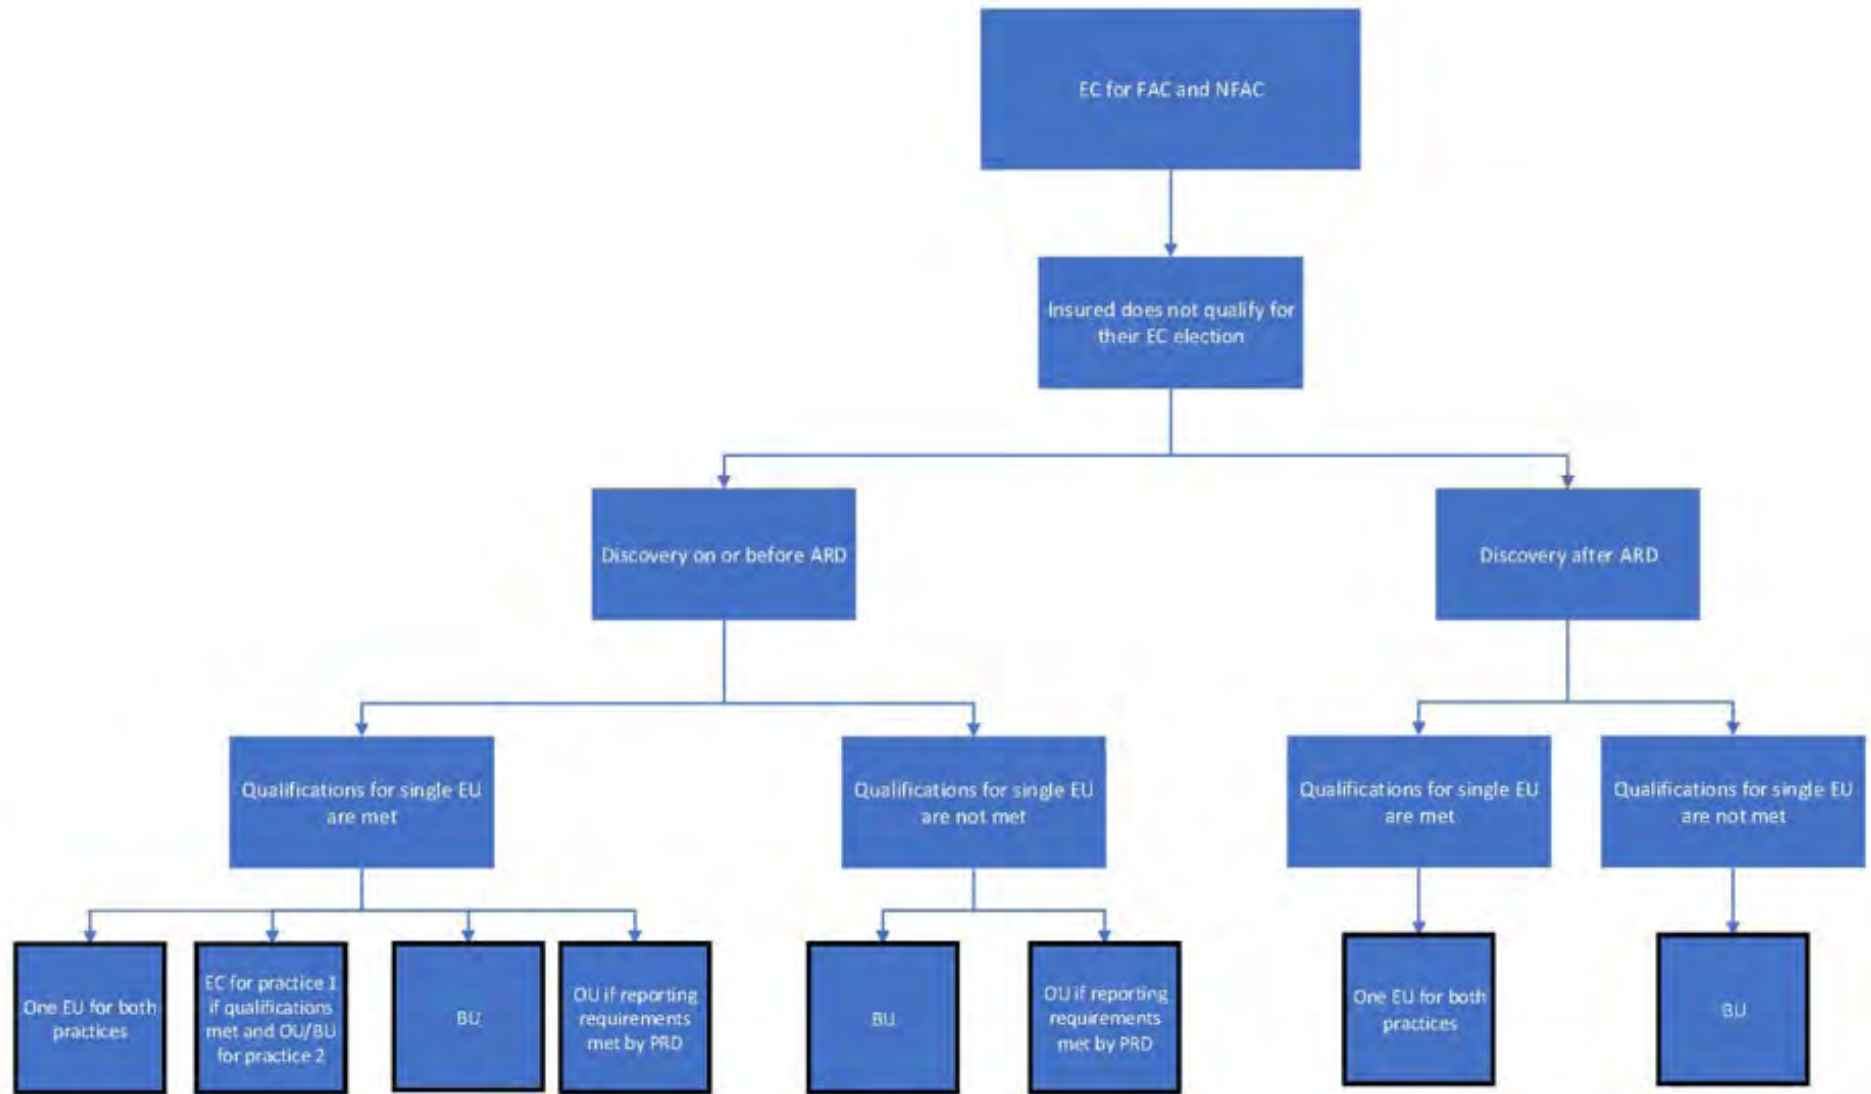 EC for FAC and NFAC
Insured does not qualify for
their EC election
Discovery on or before ARD
Discovery after ARD
Qualifications for single EU
are met
Qualifications for single EU
are not met
Qualifications for single EU
are met
Qualifications for single EU
are not met
One EU for both
practices
EC for practice 1
if qualifications
met and OU/BU
for practice 2
BU
OU if reporting
requirements
met by PRD
BU
OU if reporting
requirements
met by PRD
One EU for both
practices
BU